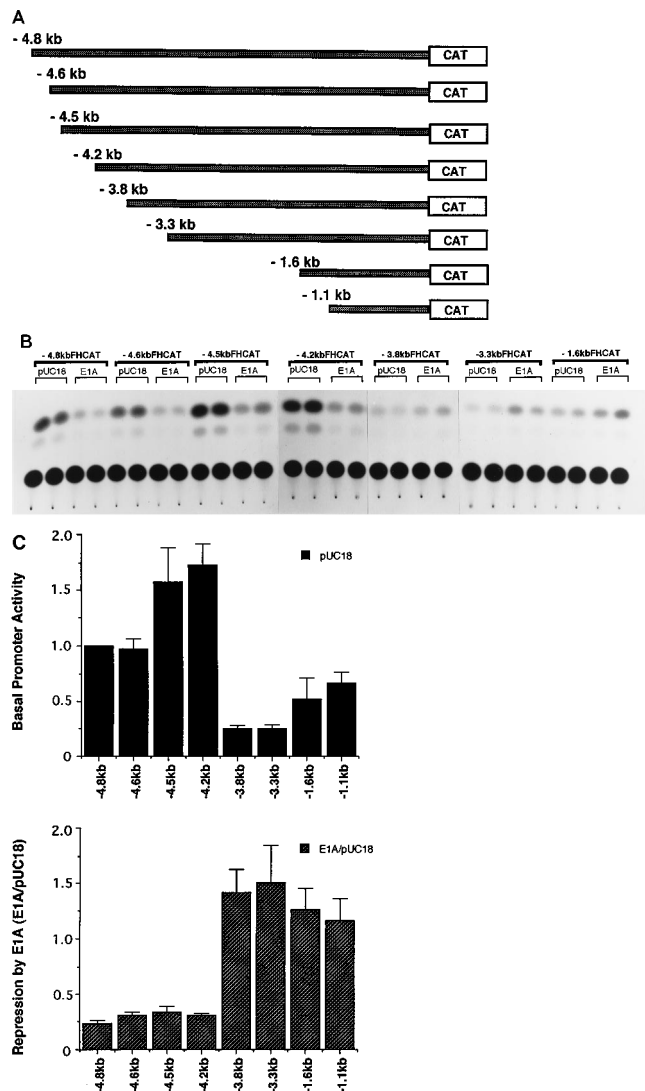 A
- 4.8 kb
CAT
- 4.6 kb
CAT
- 4.5 kb
CAT
- 4.2 kb
CAT
- 3.8 kb
CAT
- 3.3 kb
CAT
- 1.6 kb
CAT
- 1.1 kb
CAT
B
- 4.8kbFHCAT - 4.6kbFHCAT - 4.5kbFHCAT - 4.2kbFHCAT - 3.8kbFHCAT -3.3kbFHCAT - 1.6kbFHCAT
pUC18 E1A pUC18 E1A pUC18 E1A pUC18 E1A pUC18 E1A pUC18 E1A pUC18 E1A
C
Basal Promoter Activity
2.0
1.5
1.0
0.5
0
pUC18
-4.8kb -4.6kb -4.5kb -4.2kb -3.8kb -3.3kb -1.6kb -1.1kb
Repression by E1A (E1A/pUC18)
2.0
1.5
1.0
0.5
0
E1A/pUC18
-4.8kb -4.6kb -4.5kb -4.2kb -3.8kb -3.3kb -1.6kb -1.1kb